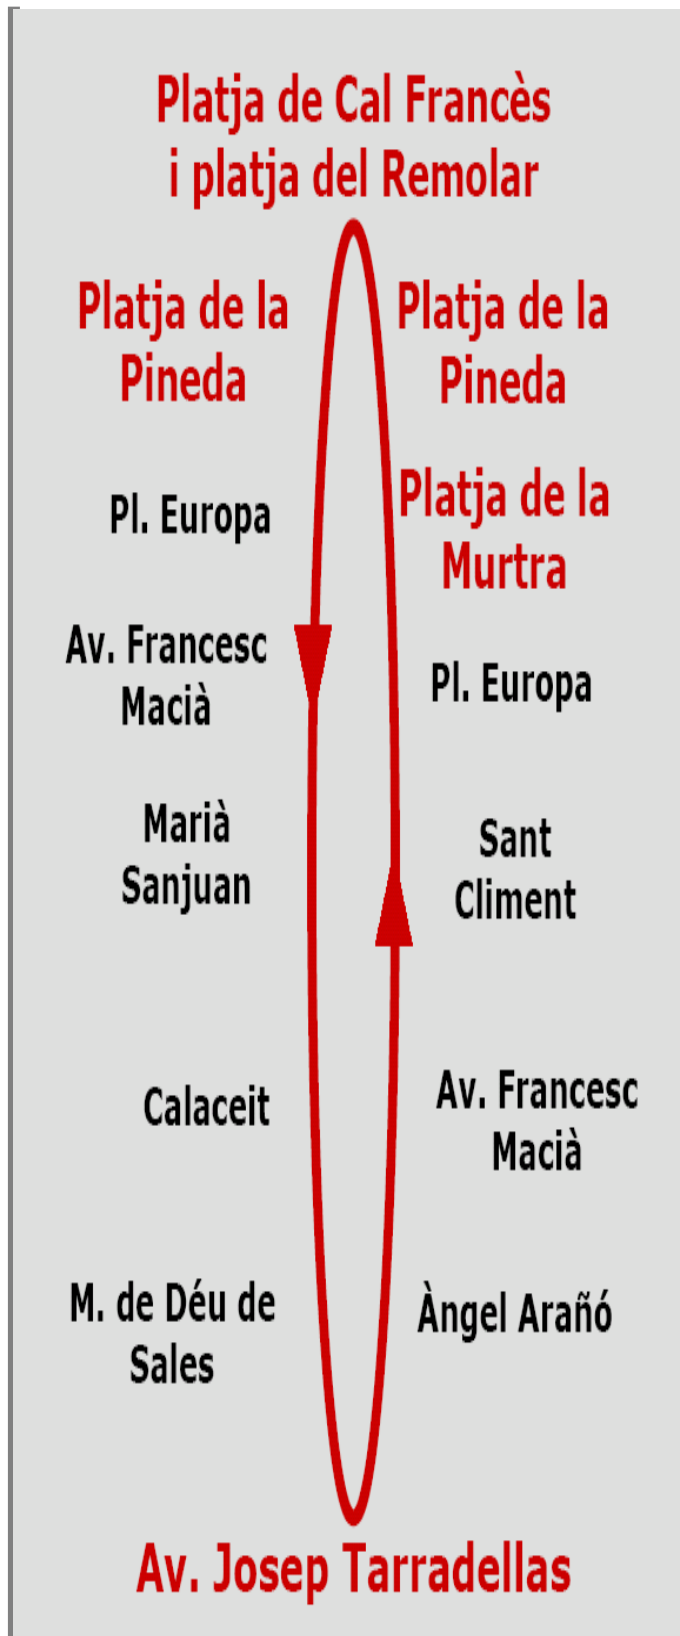 Platja de Cal Francès
i platja del Remolar
Platja de la
Pineda
Platja de la
Pineda
Pl. Europa
Platja de la
Murtra
Av. Francesc
Macià
Pl. Europa
Marià
Sanjuan
Sant
Climent
Calaceit
Av. Francesc
Macià
M. de Déu de
Sales
Àngel Arañó
Av. Josep Tarradellas